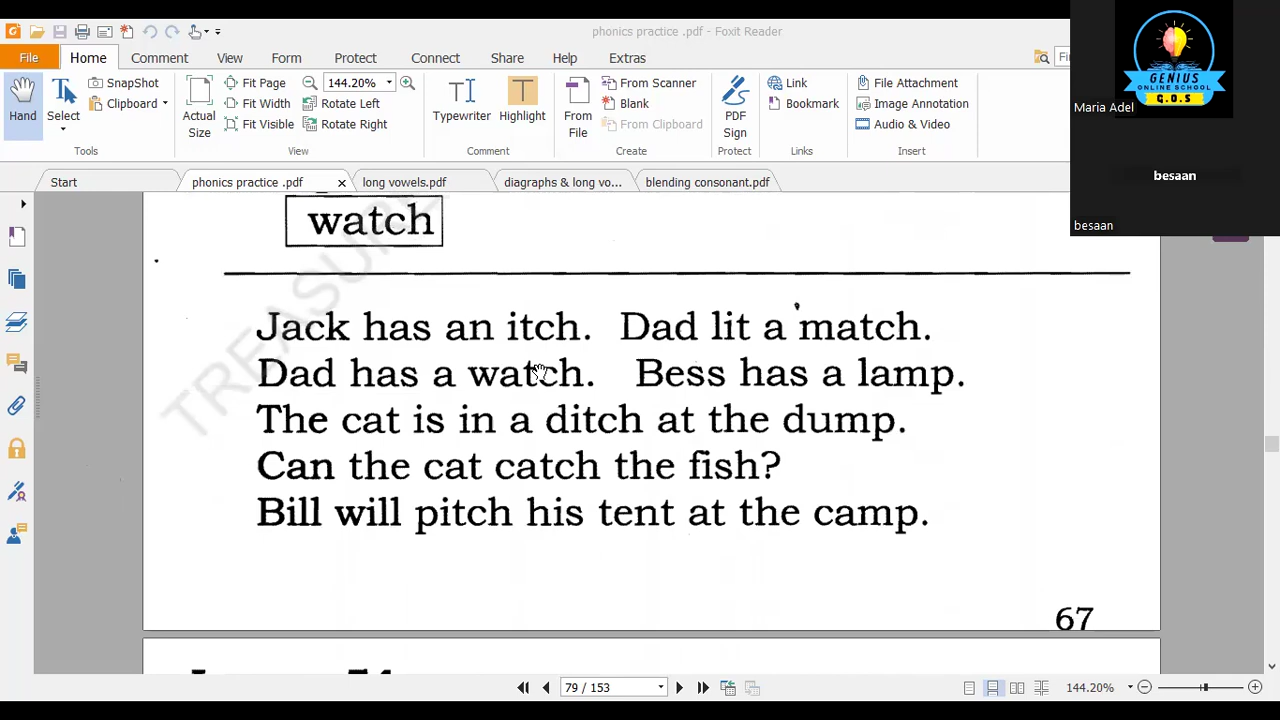 phonics practice .pdf - Foxit Reader
File Home Comment View Form Protect Connect Share Help Extras
Hand
Select
SnapShot
Clipboard
Actual Size
Fit Page
Fit Width
Fit Visible
144.20%
Rotate Left
Rotate Right
Typewriter
Highlight
From File
From Scanner
Blank
From Clipboard
PDF Sign
Link
Bookmark
File Attachment
Image Annotation
Audio & Video
Tools View Comment Create Protect Links Insert
GENIUS
ONLINE SCHOOL
G.O.S
Maria Adel
besaan
besaan
Start phonics practice .pdf long vowels.pdf diagraphs & long vo... blending consonant.pdf
watch
TREASURE
Jack has an itch. Dad lit a match.
Dad has a watch. Bess has a lamp.
The cat is in a ditch at the dump.
Can the cat catch the fish?
Bill will pitch his tent at the camp.
67
79 / 153
144.20%